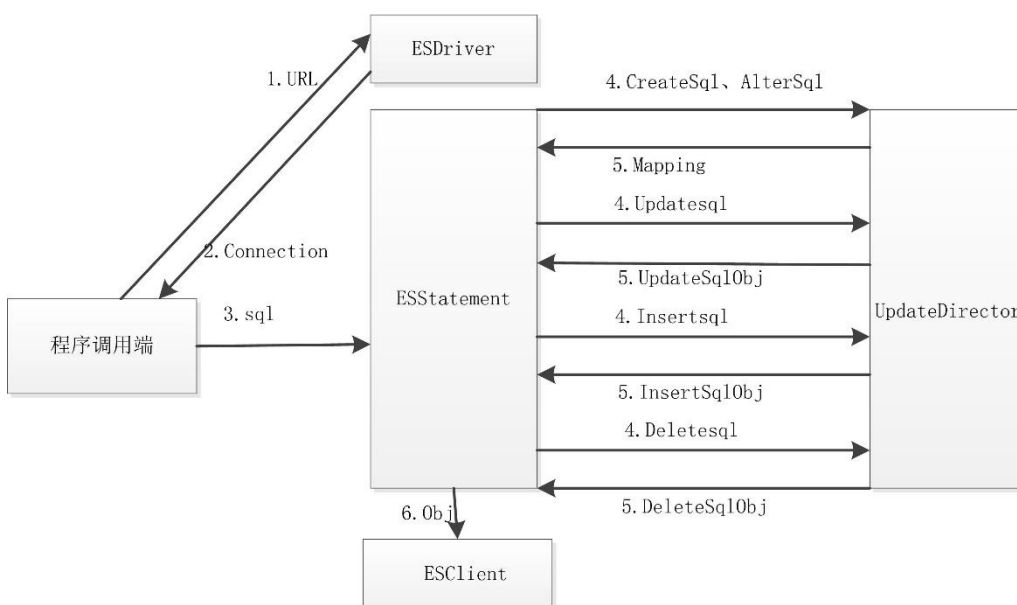 ESDriver
1.URL
4.CreateSql、AlterSql
5.Mapping
4.Updatesql
2.Connection
5.UpdateSqlObj
ESStatement
UpdateDirector
3.sql
4.Insertsql
程序调用端
5.InsertSqlObj
4.Deletesql
5.DeleteSqlObj
6.Obj
ESClient